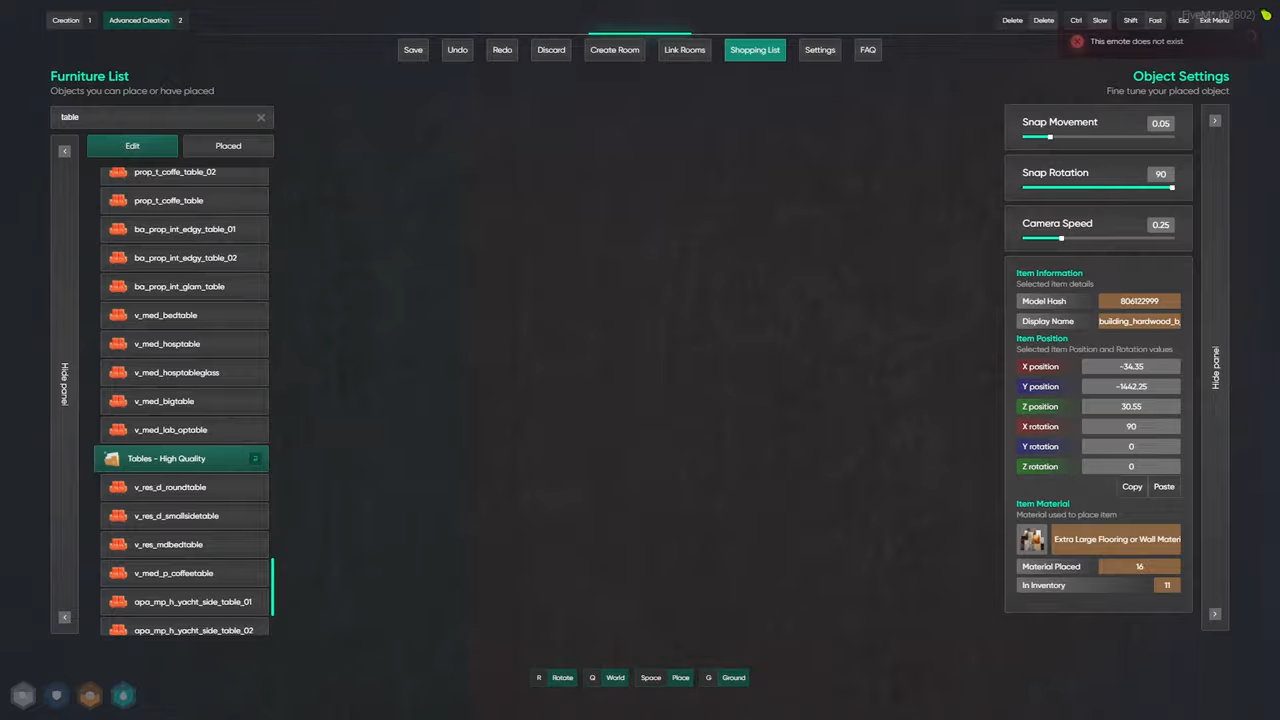 Creation 1 Advanced Creation 2
Delete Delete Ctrl Slow Shift Fast Esc Exit Menu
FiveM® (b2802)
This emote does not exist
Save Undo Redo Discard Create Room Link Rooms Shopping List Settings FAQ
Furniture List
Objects you can place or have placed
table
Edit Placed
prop_t_coffe_table_02
prop_t_coffe_table
ba_prop_int_edgy_table_01
ba_prop_int_edgy_table_02
ba_prop_int_glam_table
v_med_bedtable
v_med_hosptable
v_med_hosptableglass
v_med_bigtable
v_med_lab_optable
Tables - High Quality 2
v_res_d_roundtable
v_res_d_smallsidetable
v_res_mdbedtable
v_med_p_coffeetable
apa_mp_h_yacht_side_table_01
apa_mp_h_yacht_side_table_02
Hide panel
Object Settings
Fine tune your placed object
Snap Movement 0.05
Snap Rotation 90
Camera Speed 0.25
Item Information
Selected item details
Model Hash 806122999
Display Name building_hardwood_b_
Item Position
Selected Item Position and Rotation values
X position -34.35
Y position -1442.25
Z position 30.55
X rotation 90
Y rotation 0
Z rotation 0
Copy Paste
Item Material
Material used to place item
Extra Large Flooring or Wall Materi
Material Placed 16
In Inventory 11
Hide panel
R Rotate Q World Space Place G Ground